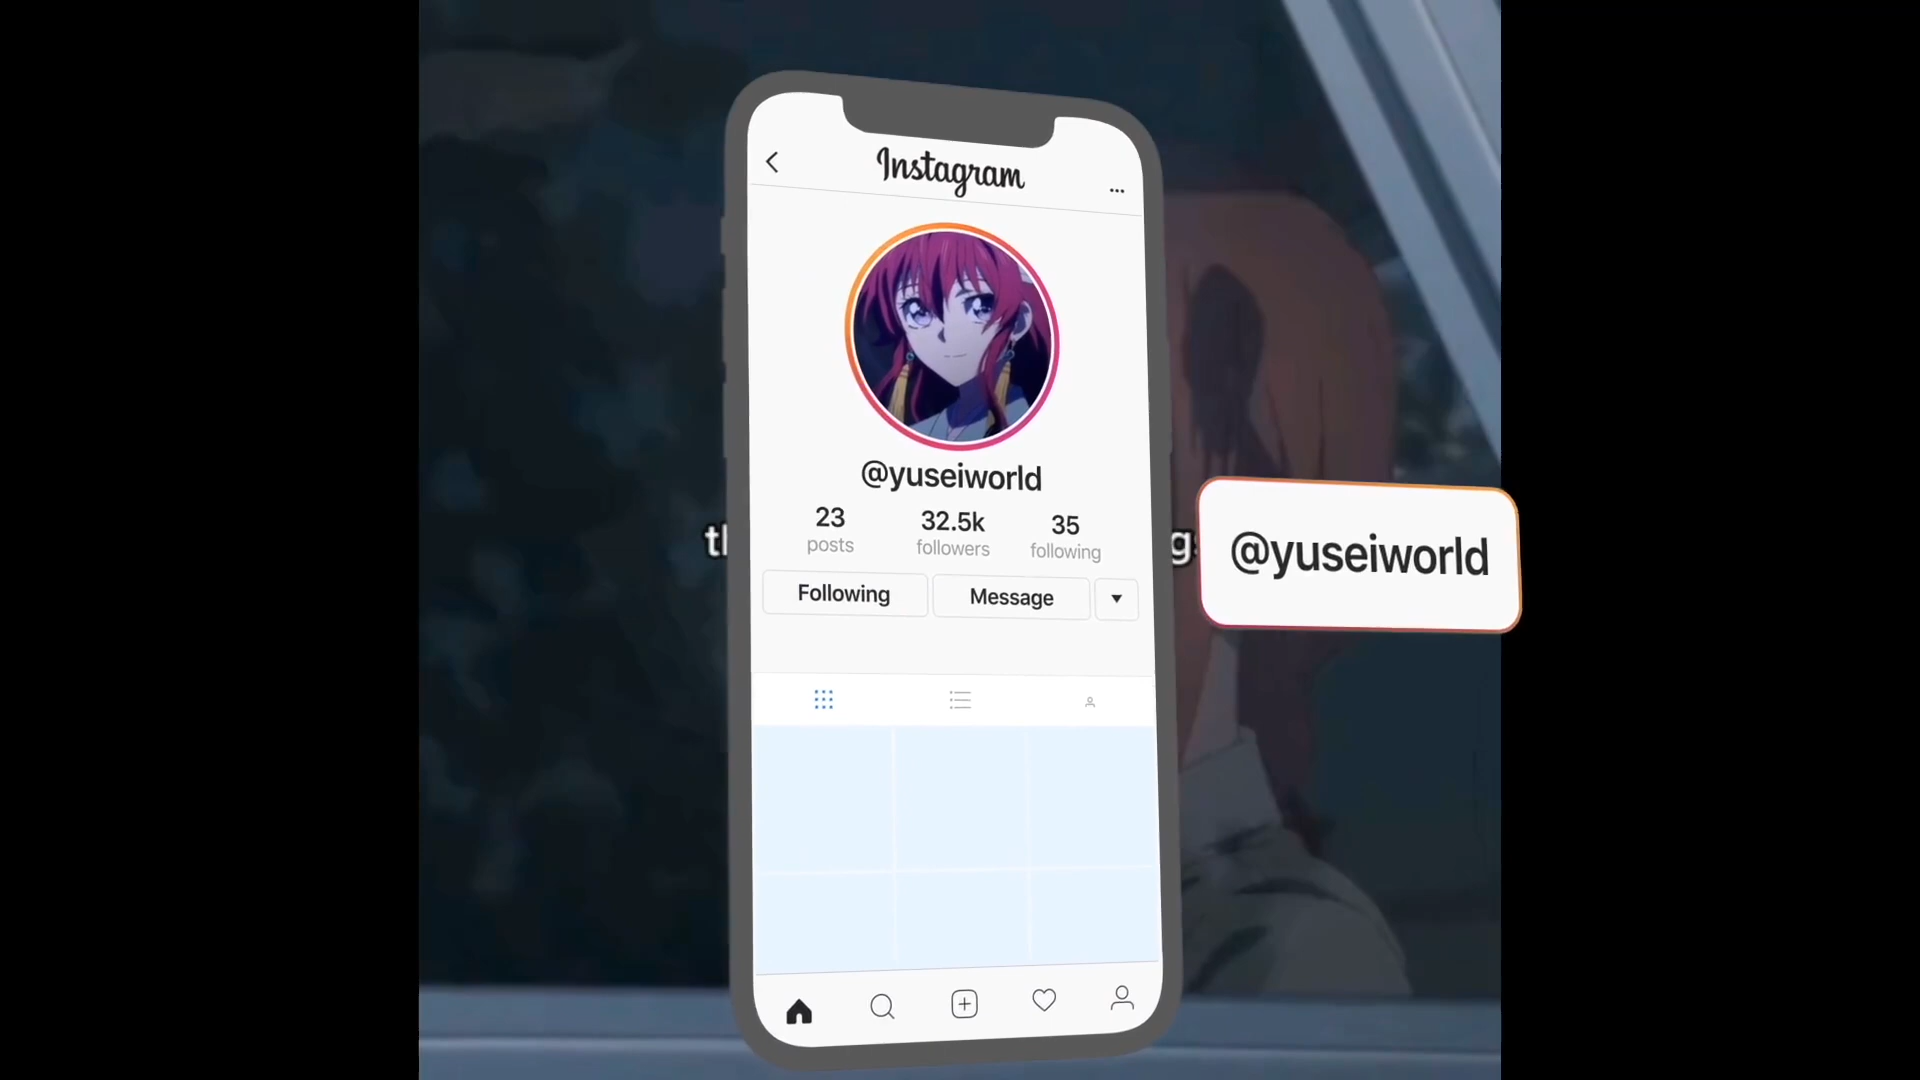 Instagram
@yuseiworld
23 32.5k 35
posts followers following
Following Message
@yuseiworld